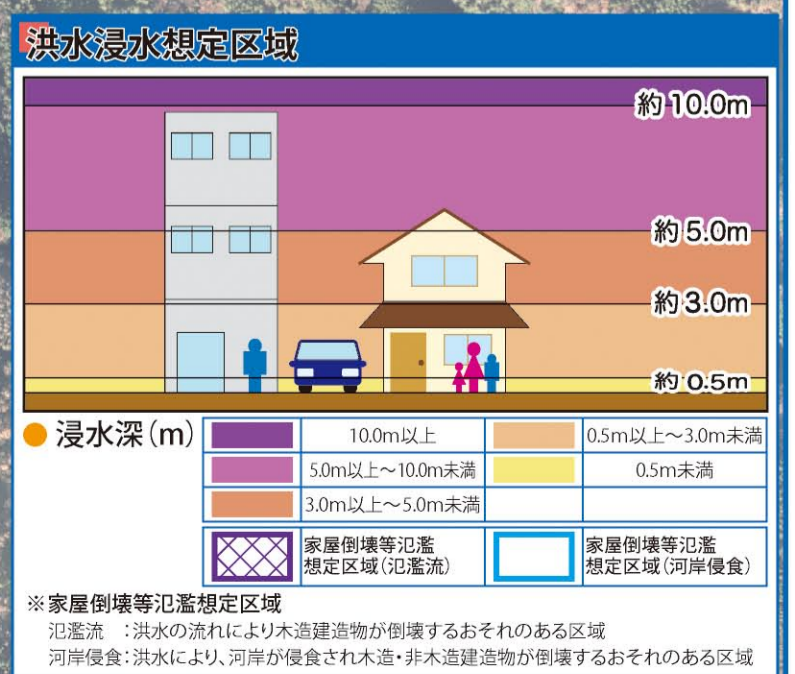 洪水浸水想定区域
約10.0m
約5.0m
約3.0m
約0.5m
浸水深(m)
10.0m以上
0.5m以上～3.0m未満
5.0m以上～10.0m未満
0.5m未満
3.0m以上～5.0m未満
家屋倒壊等氾濫
想定区域(氾濫流)
家屋倒壊等氾濫
想定区域(河岸侵食)
※家屋倒壊等氾濫想定区域
氾濫流 :洪水の流れにより木造建造物が倒壊するおそれのある区域
河岸侵食:洪水により、河岸が侵食され木造・非木造建造物が倒壊するおそれのある区域